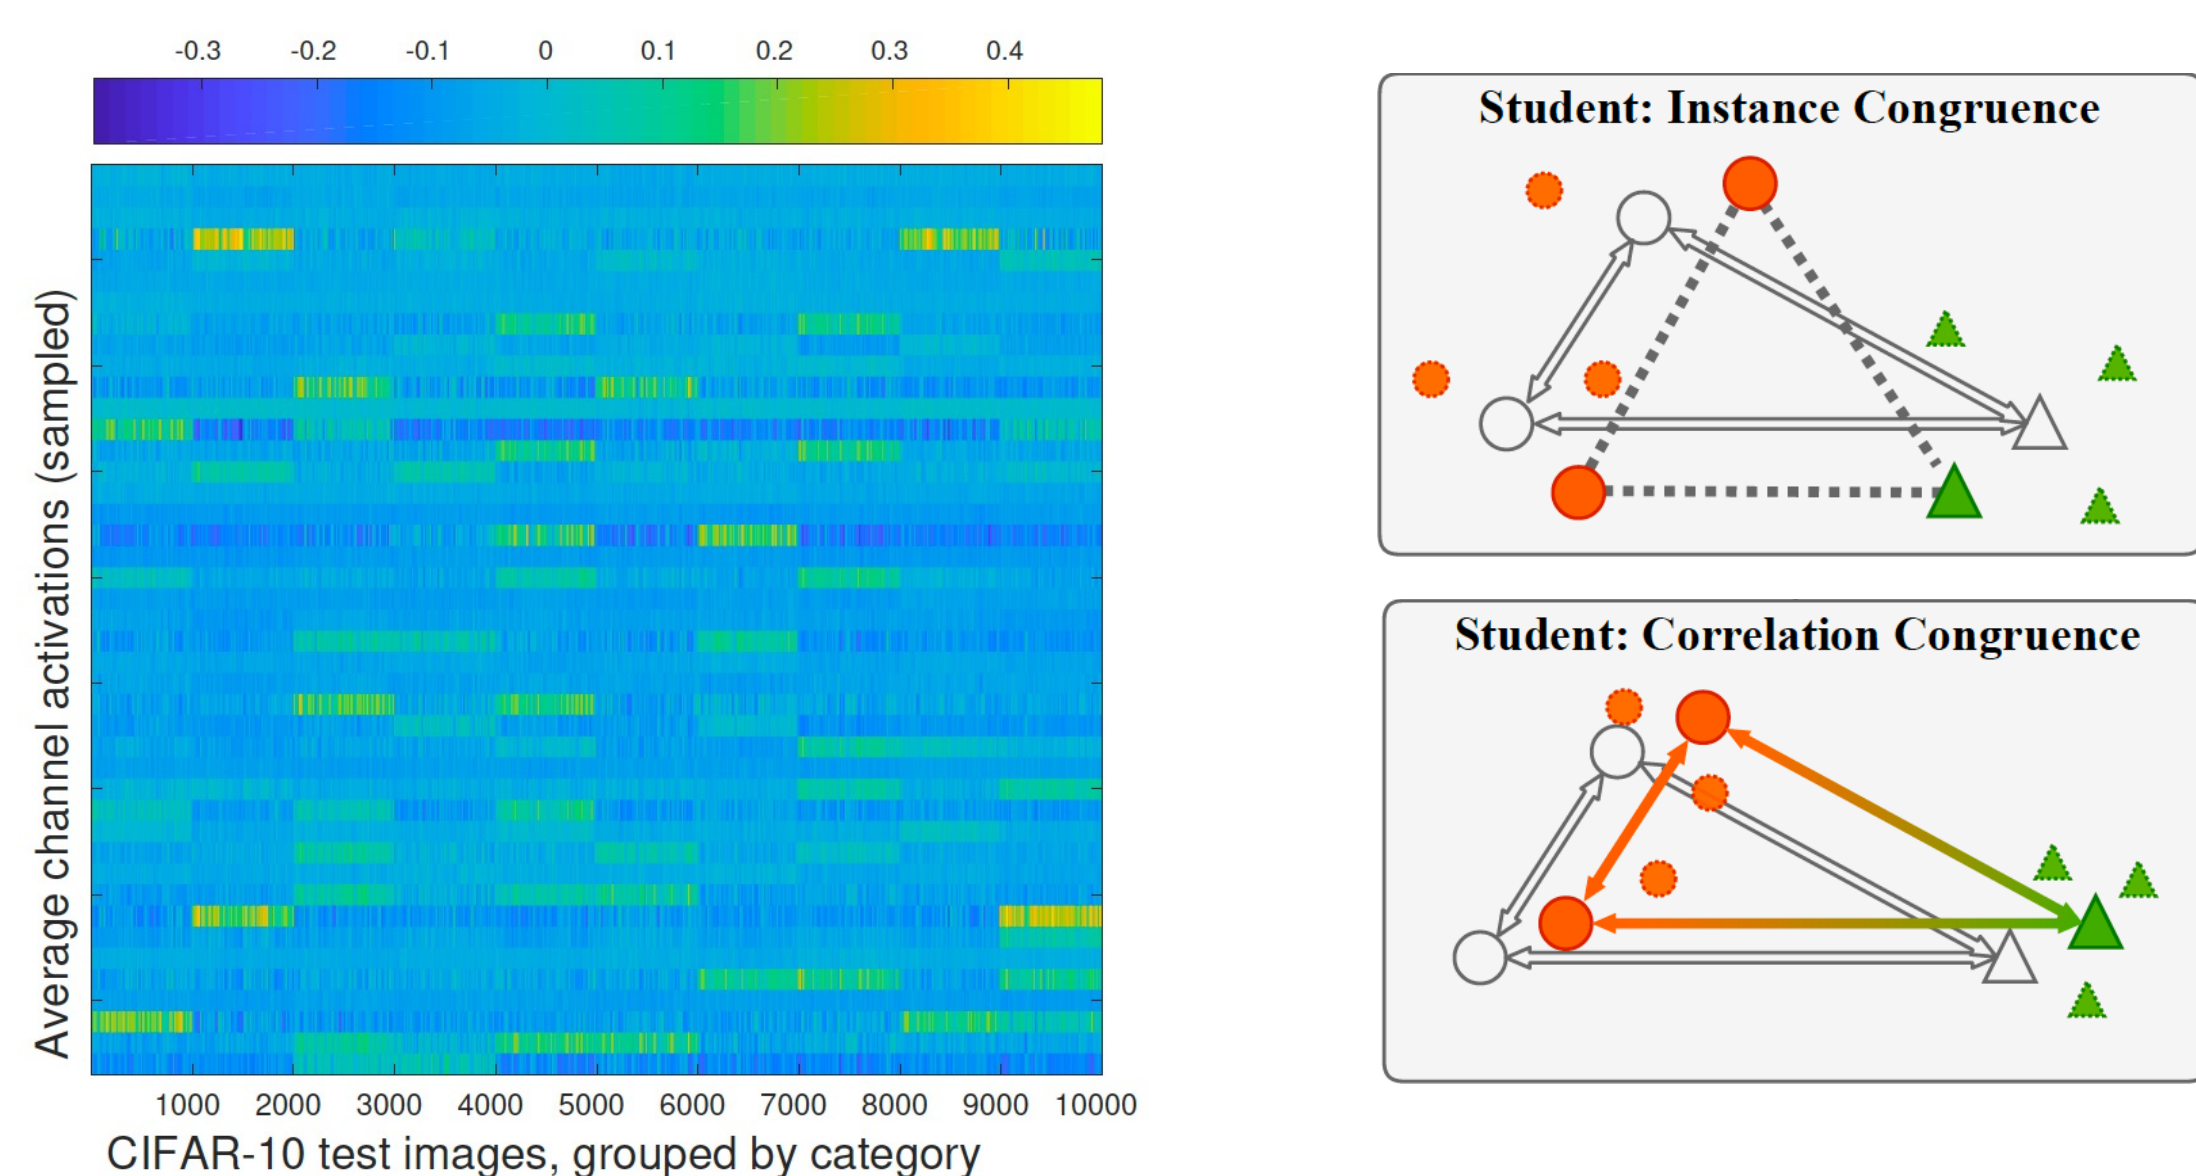 -0.3 -0.2 -0.1 0 0.1 0.2 0.3 0.4
Average channel activations (sampled)
1000 2000 3000 4000 5000 6000 7000 8000 9000 10000
CIFAR-10 test images, grouped by category
Student: Instance Congruence
Student: Correlation Congruence